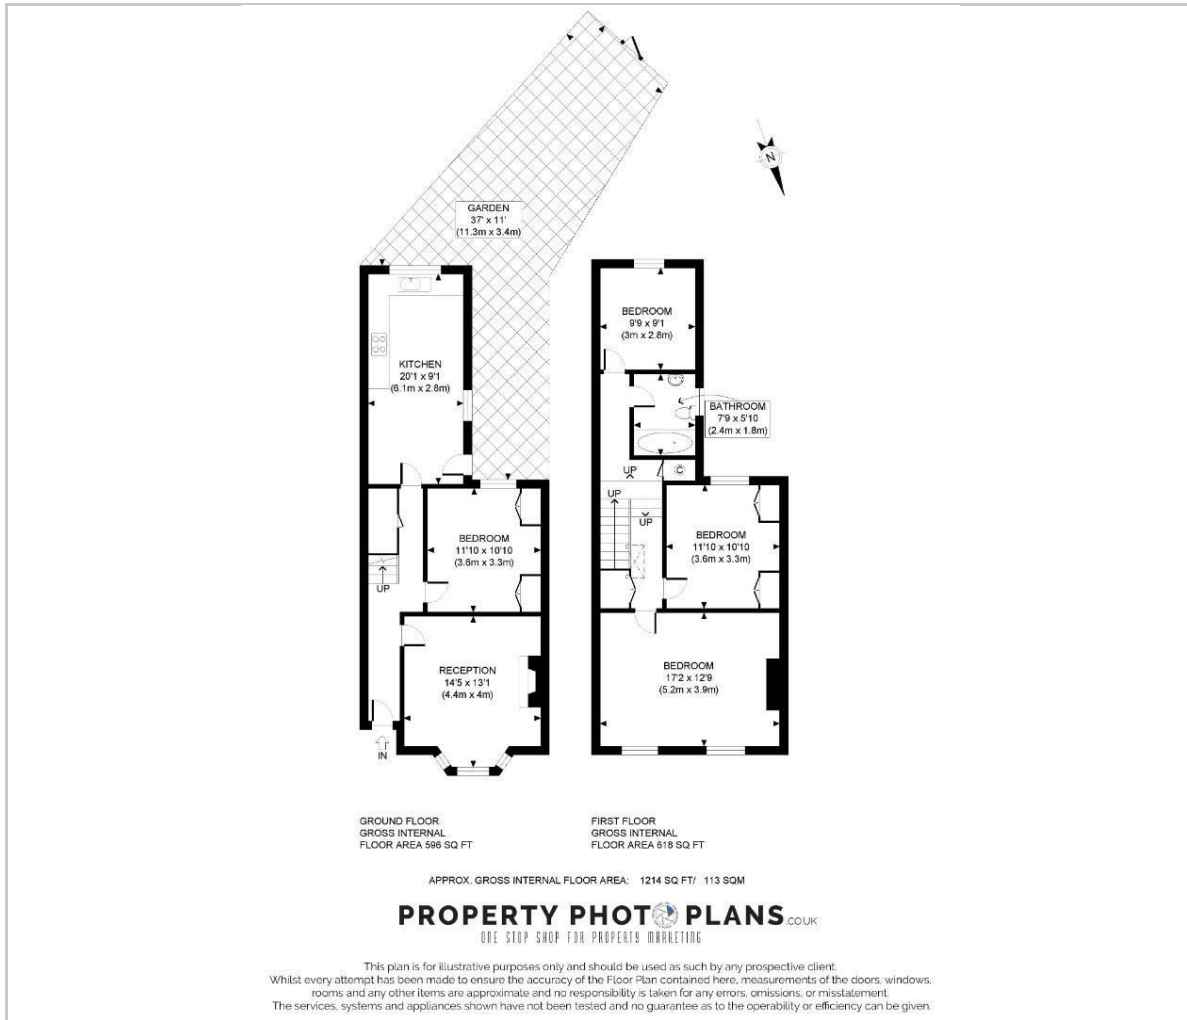 GARDEN
37' x 11'
(11.3m x 3.4m)
N
KITCHEN
20'1 x 9'1
(6.1m x 2.8m)
UP
BEDROOM
11'10 x 10'10
(3.6m x 3.3m)
RECEPTION
14'5 x 13'1
(4.4m x 4m)
IN
BEDROOM
9'9 x 9'1
(3m x 2.8m)
BATHROOM
7'9 x 5'10
(2.4m x 1.8m)
UP
C
UP
UP
BEDROOM
11'10 x 10'10
(3.6m x 3.3m)
BEDROOM
17'2 x 12'9
(5.2m x 3.9m)
GROUND FLOOR
GROSS INTERNAL
FLOOR AREA 596 SQ FT
FIRST FLOOR
GROSS INTERNAL
FLOOR AREA 618 SQ FT
APPROX. GROSS INTERNAL FLOOR AREA: 1214 SQ FT/ 113 SQM
PROPERTY PHOTO PLANS.CO.UK
ONE STOP SHOP FOR PROPERTY MARKETING
This plan is for illustrative purposes only and should be used as such by any prospective client.
Whilst every attempt has been made to ensure the accuracy of the Floor Plan contained here, measurements of the doors, windows,
rooms and any other items are approximate and no responsibility is taken for any errors, omissions, or misstatement.
The services, systems and appliances shown have not been tested and no guarantee as to the operability or efficiency can be given.